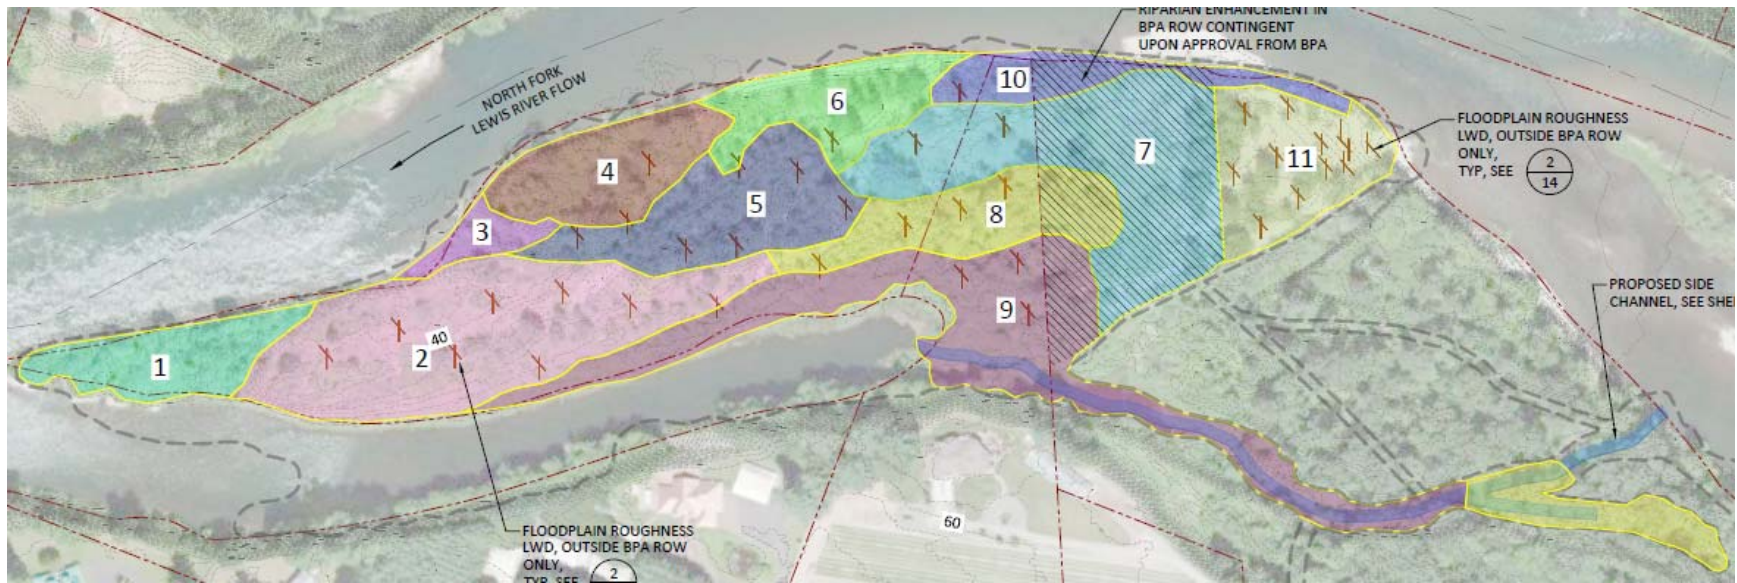 RIPARIAN ENHANCEMENT IN
BPA ROW CONTINGENT
UPON APPROVAL FROM BPA
NORTH FORK
LEWIS RIVER FLOW
10
6
FLOODPLAIN ROUGHNESS
LWD, OUTSIDE BPA ROW
ONLY,
TYP, SEE
2
14
7
11
4
5
8
3
PROPOSED SIDE
CHANNEL, SEE SHE
9
40
2
1
60
FLOODPLAIN ROUGHNESS
LWD, OUTSIDE BPA ROW
ONLY,
TYP, SEE
2